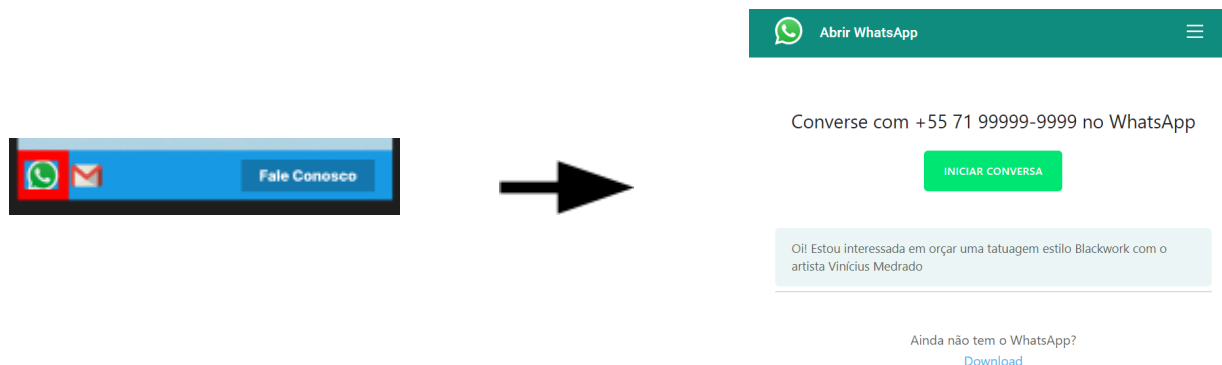 Fale Conosco
Abrir WhatsApp
Converse com +55 71 99999-9999 no WhatsApp
INICIAR CONVERSA
Oi! Estou interessada em orçar uma tatuagem estilo Blackwork com o
artista Vinícius Medrado
Ainda não tem o WhatsApp?
Download